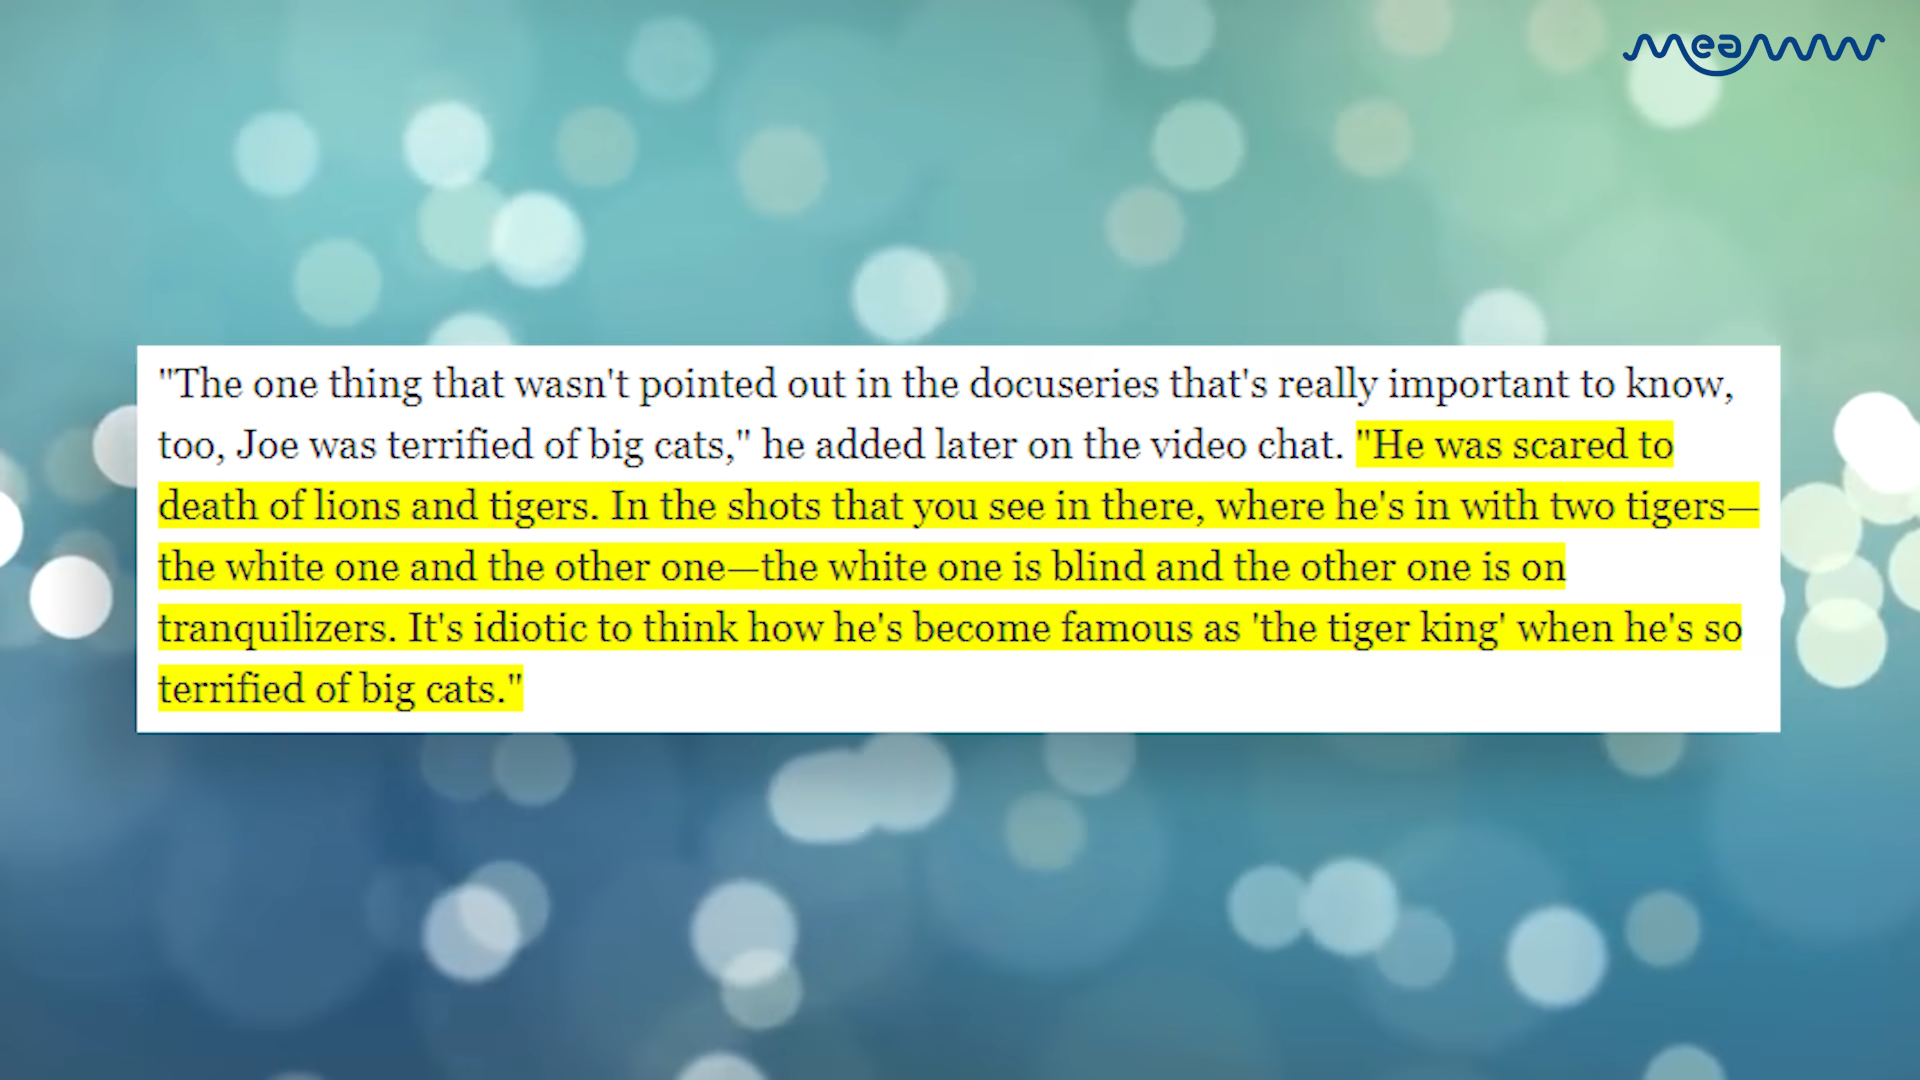 meaww
"The one thing that wasn't pointed out in the docuseries that's really important to know,
too, Joe was terrified of big cats," he added later on the video chat. "He was scared to
death of lions and tigers. In the shots that you see in there, where he's in with two tigers—
the white one and the other one—the white one is blind and the other one is on
tranquilizers. It's idiotic to think how he's become famous as 'the tiger king' when he's so
terrified of big cats."